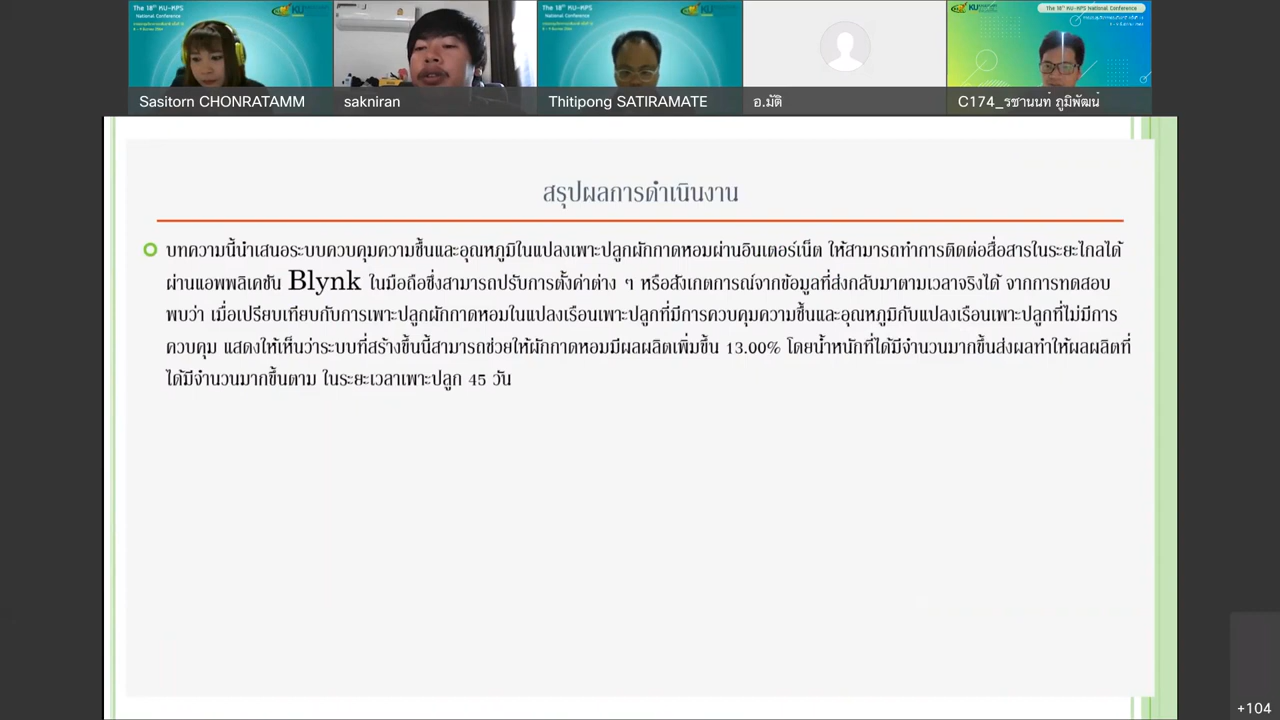 The 18th KU-KPS
National Conference
The 18th KU-KPS
National Conference
The 18th KU-KPS National Conference
Sasitorn CHONRATAMM
sakniran
Thitipong SATIRAMATE
อ.มัติ
C174_รชานนท์ ภูมิพัฒน์
สรุปผลการดำเนินงาน
บทความนี้นำเสนอระบบควบคุมความชื้นและอุณหภูมิในแปลงเพาะปลูกผักกาดหอมผ่านอินเตอร์เน็ต ให้สามารถทำการติดต่อสื่อสารในระยะไกลได้
ผ่านแอพพลิเคชัน Blynk ในมือถือซึ่งสามารถปรับการตั้งค่าต่าง ๆ หรือสังเกตการณ์จากข้อมูลที่ส่งกลับมาตามเวลาจริงได้ จากการทดสอบ
พบว่า เมื่อเปรียบเทียบกับการเพาะปลูกผักกาดหอมในแปลงเรือนเพาะปลูกที่มีการควบคุมความชื้นและอุณหภูมิกับแปลงเรือนเพาะปลูกที่ไม่มีการ
ควบคุม แสดงให้เห็นว่าระบบที่สร้างขึ้นนี้สามารถช่วยให้ผักกาดหอมมีผลผลิตเพิ่มขึ้น 13.00% โดยน้ำหนักที่ได้มีจำนวนมากขึ้นส่งผลทำให้ผลผลิตที่
ได้มีจำนวนมากขึ้นตาม ในระยะเวลาเพาะปลูก 45 วัน
+104